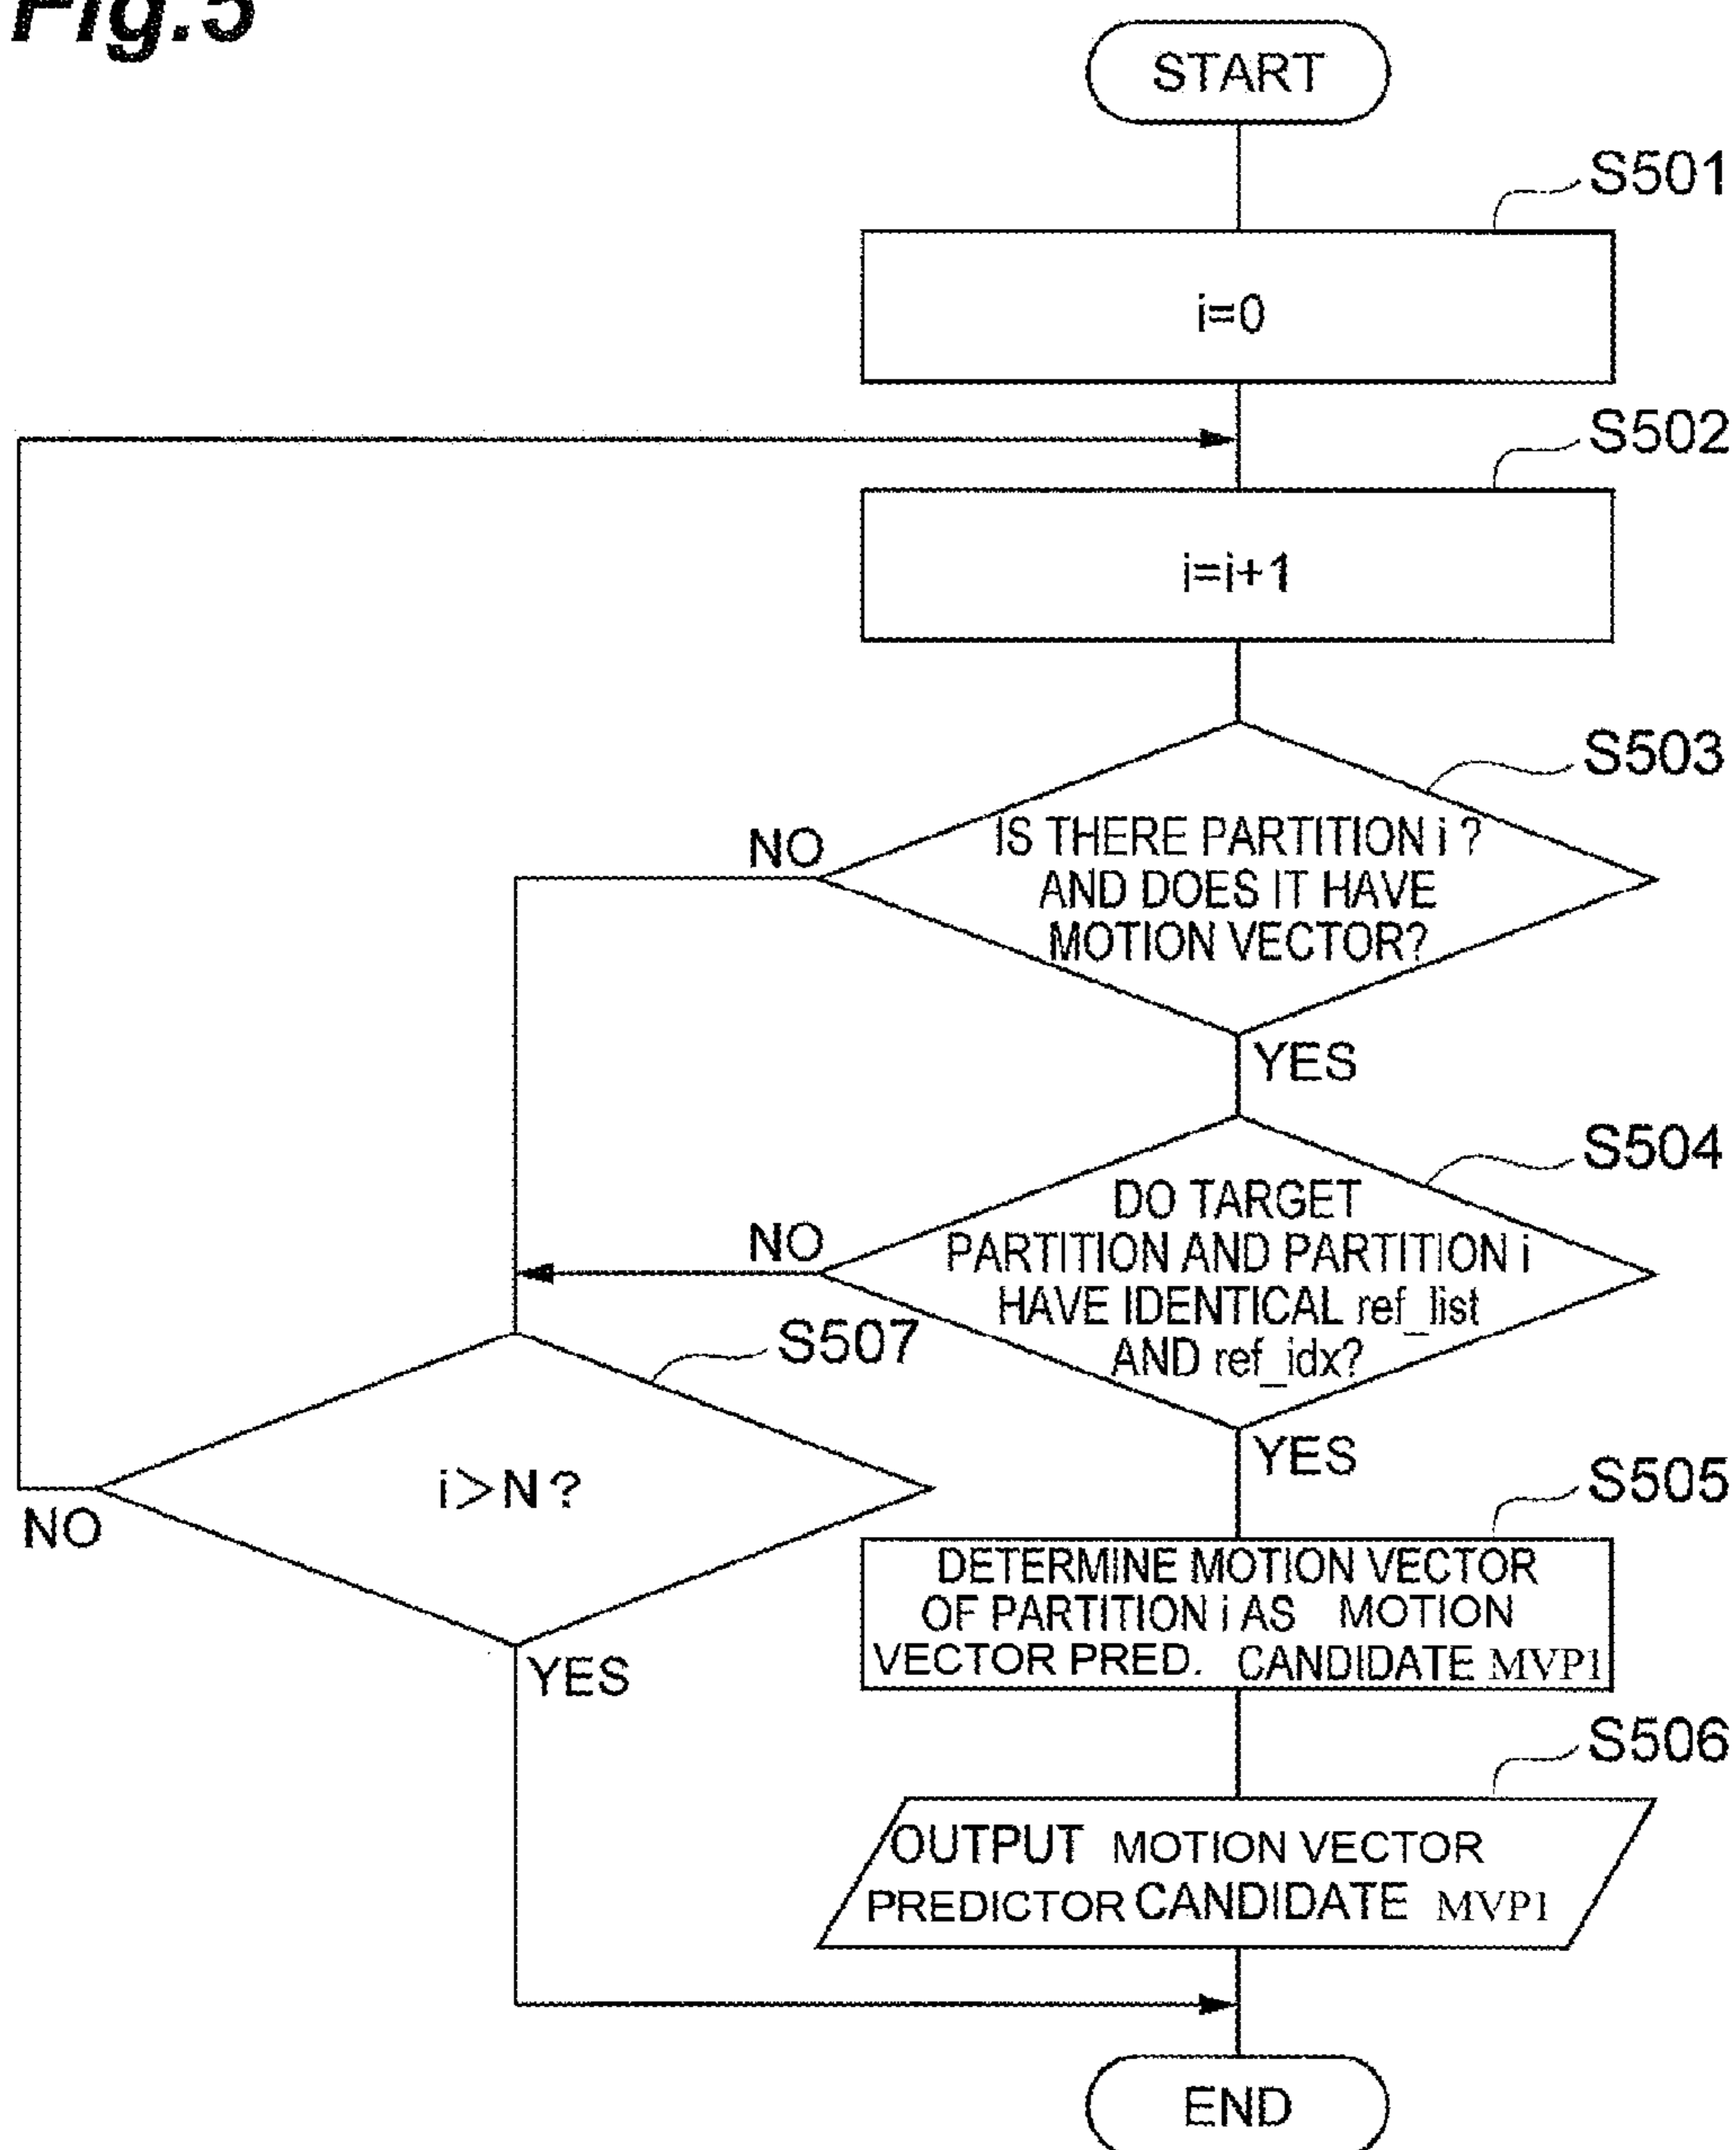 Fig.5
START
S501
i=0
S502
i=i+1
S503
NO
IS THERE PARTITION i ?
AND DOES IT HAVE
MOTION VECTOR?
YES
S504
NO
DO TARGET
PARTITION AND PARTITION i
HAVE IDENTICAL ref_list
AND ref_idx?
S507
YES
i>N ?
NO
S505
DETERMINE MOTION VECTOR
OF PARTITION i AS MOTION
VECTOR PRED. CANDIDATE MVP1
YES
S506
OUTPUT MOTION VECTOR
PREDICTOR CANDIDATE MVP1
END